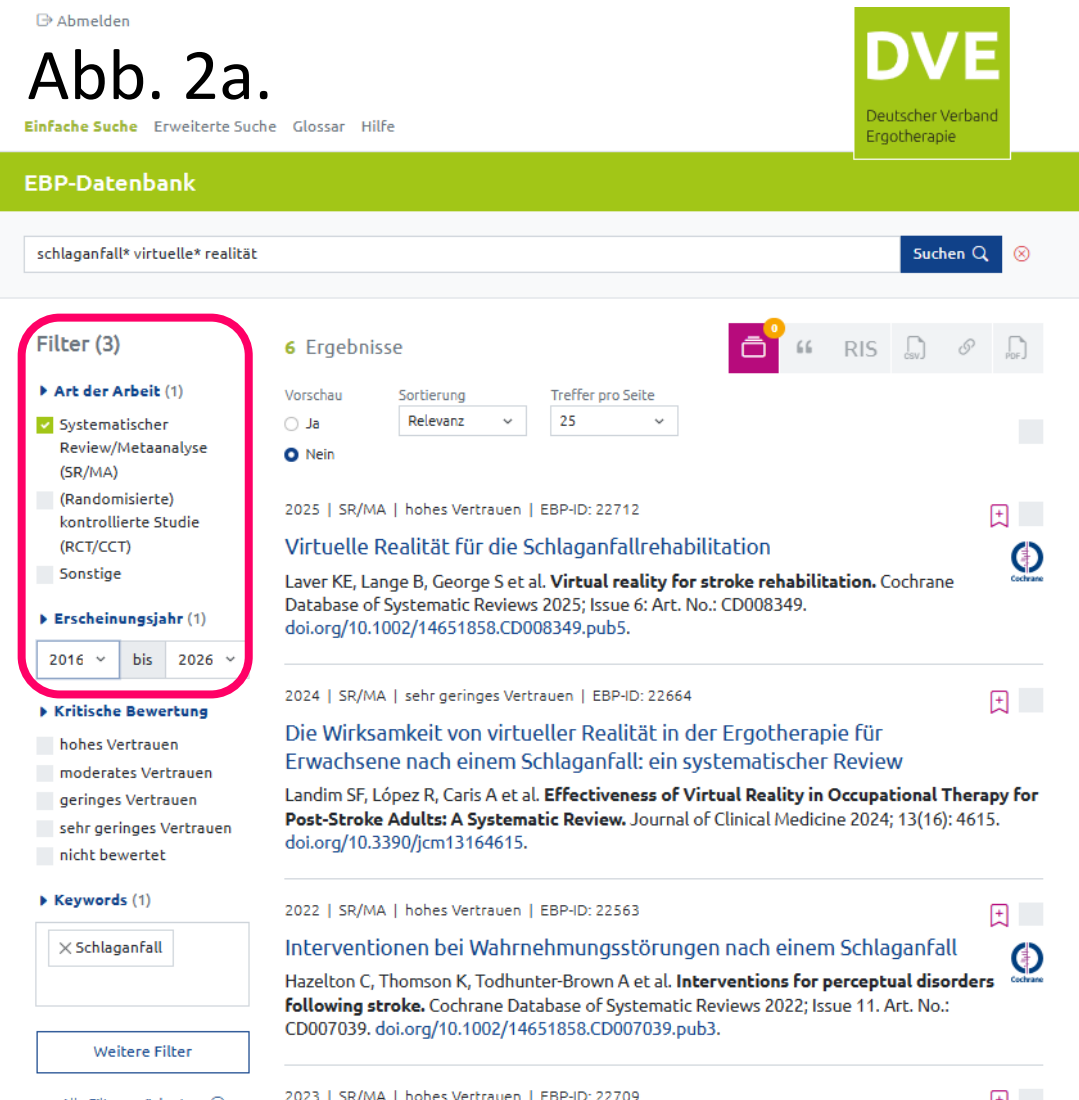 Abmelden
Abb. 2a.
DVE
Deutscher Verband
Ergotherapie
Einfache Suche Erweiterte Suche Glossar Hilfe
EBP-Datenbank
schlaganfall* virtuelle* realität
Suchen
Filter (3)
Art der Arbeit (1)
Systematischer
Review/Metaanalyse
(SR/MA)
(Randomisierte)
kontrollierte Studie
(RCT/CCT)
Sonstige
Erscheinungsjahr (1)
2016 bis 2026
Kritische Bewertung
hohes Vertrauen
moderates Vertrauen
geringes Vertrauen
sehr geringes Vertrauen
nicht bewertet
Keywords (1)
Schlaganfall
Weitere Filter
6 Ergebnisse
0
RIS
CSV
PDF
Vorschau
Ja
Nein
Sortierung
Relevanz
Treffer pro Seite
25
2025 | SR/MA | hohes Vertrauen | EBP-ID: 22712
Virtuelle Realität für die Schlaganfallrehabilitation
Cochrane
Laver KE, Lange B, George S et al. Virtual reality for stroke rehabilitation. Cochrane
Database of Systematic Reviews 2025; Issue 6: Art. No.: CD008349.
doi.org/10.1002/14651858.CD008349.pub5.
2024 | SR/MA | sehr geringes Vertrauen | EBP-ID: 22664
Die Wirksamkeit von virtueller Realität in der Ergotherapie für
Erwachsene nach einem Schlaganfall: ein systematischer Review
Landim SF, López R, Caris A et al. Effectiveness of Virtual Reality in Occupational Therapy for
Post-Stroke Adults: A Systematic Review. Journal of Clinical Medicine 2024; 13(16): 4615.
doi.org/10.3390/jcm13164615.
2022 | SR/MA | hohes Vertrauen | EBP-ID: 22563
Interventionen bei Wahrnehmungsstörungen nach einem Schlaganfall
Cochrane
Hazelton C, Thomson K, Todhunter-Brown A et al. Interventions for perceptual disorders
following stroke. Cochrane Database of Systematic Reviews 2022; Issue 11. Art. No.:
CD007039. doi.org/10.1002/14651858.CD007039.pub3.
2023 | SR/MA | hohes Vertrauen | EBP-ID: 22709